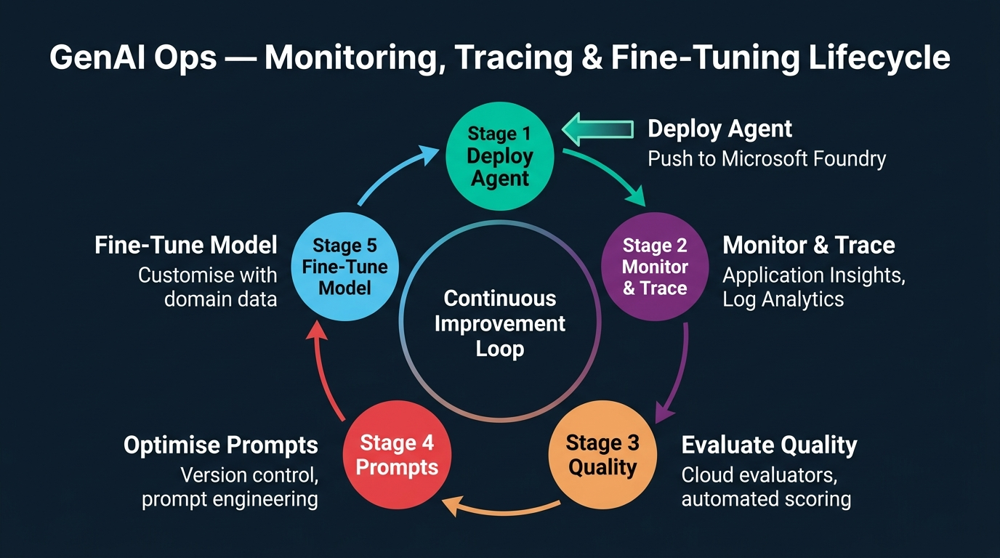 GenAI Ops — Monitoring, Tracing & Fine-Tuning Lifecycle
Stage 1
Deploy
Agent
Deploy Agent
Push to Microsoft Foundry
Stage 2
Monitor
& Trace
Monitor & Trace
Application Insights,
Log Analytics
Stage 3
Quality
Evaluate Quality
Cloud evaluators,
automated scoring
Stage 4
Prompts
Optimise Prompts
Version control,
prompt engineering
Stage 5
Fine-Tune
Model
Fine-Tune Model
Customise with
domain data
Continuous
Improvement
Loop